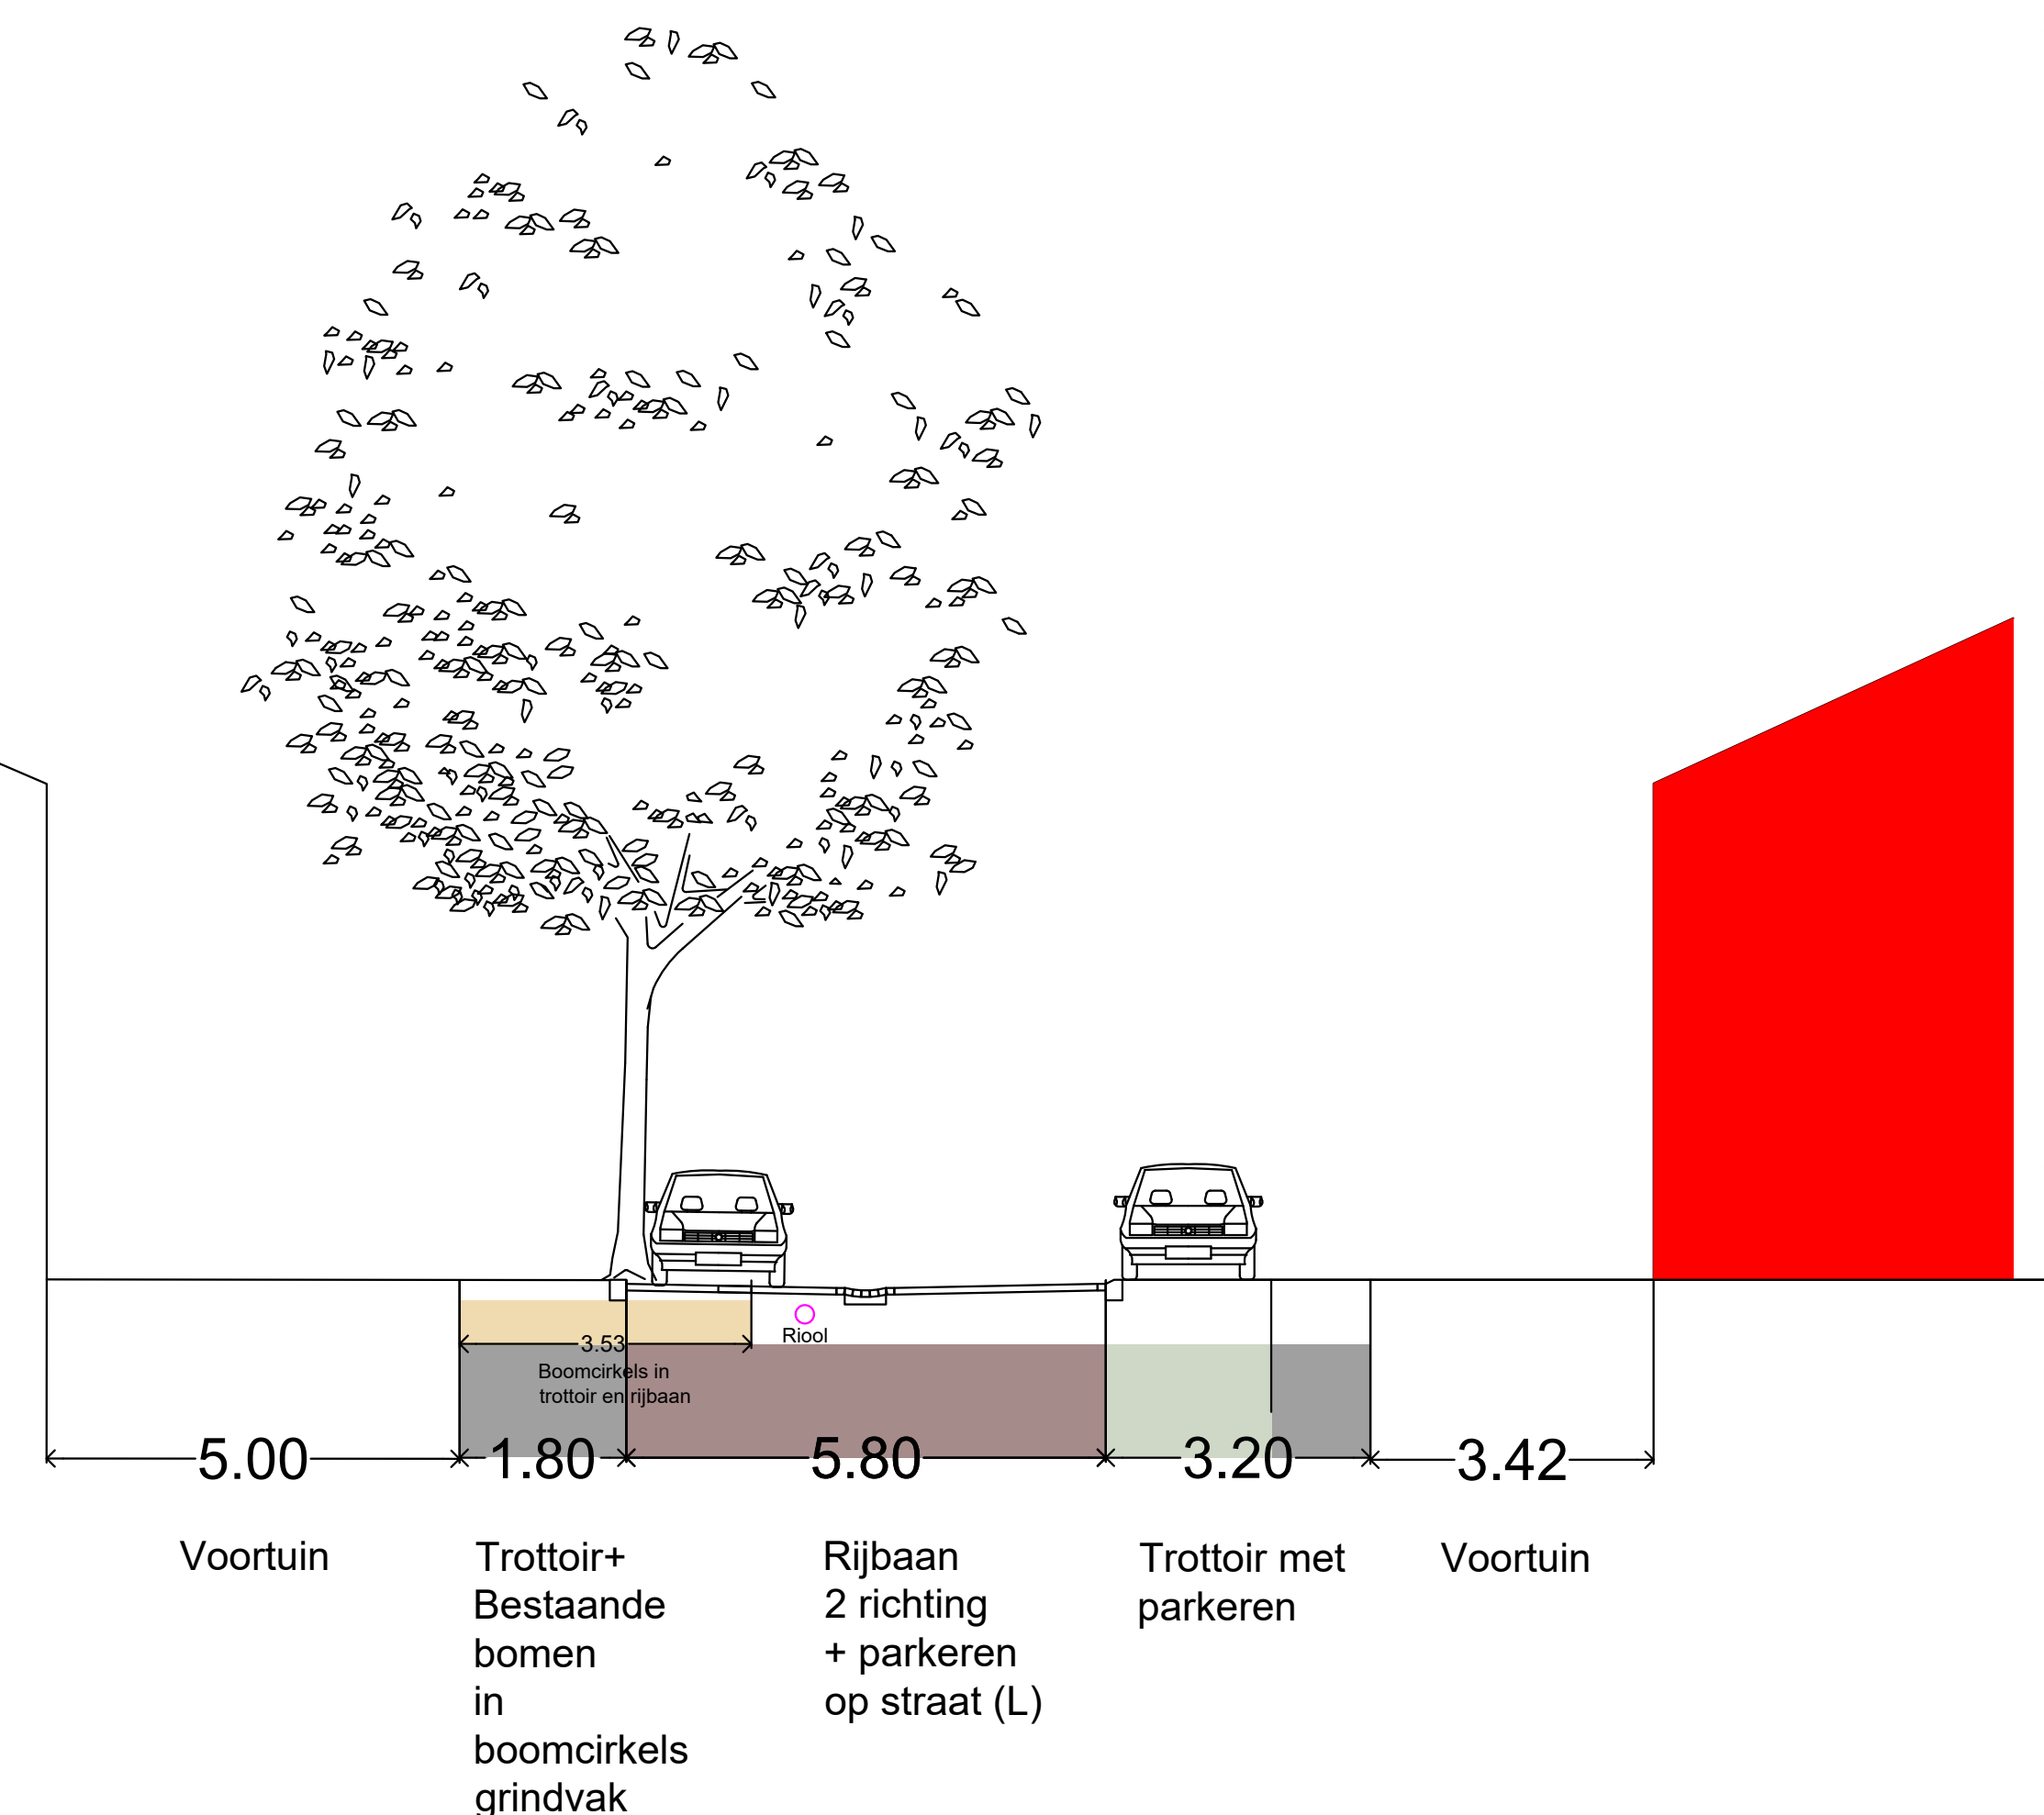 3.53
Riool
Boomcirkels in
trottoir en rijbaan
5.00
1.80
5.80
3.20
3.42
Voortuin
Trottoir+
Bestaande
bomen
in
boomcirkels
grindvak
Rijbaan
2 richting
+ parkeren
op straat (L)
Trottoir met
parkeren
Voortuin